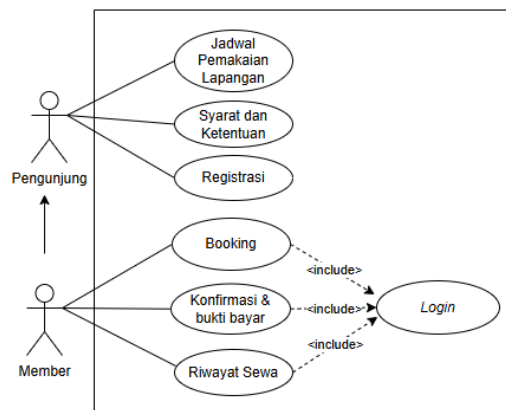 Jadwal
Pemakaian
Lapangan
Syarat dan
Ketentuan
Pengunjung
Registrasi
Booking
<include>
Konfirmasi &
bukti bayar
<include>
Login
<include>
Member
Riwayat Sewa